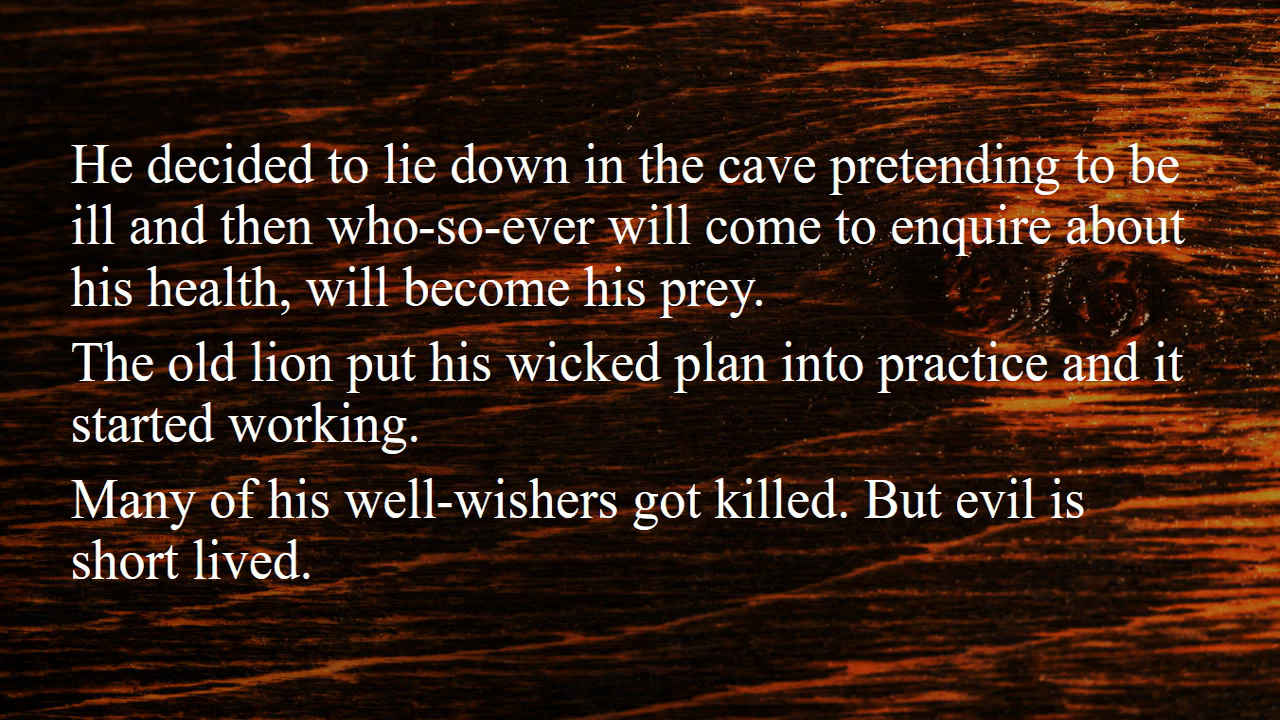 He decided to lie down in the cave pretending to be
ill and then who-so-ever will come to enquire about
his health, will become his prey.
The old lion put his wicked plan into practice and it
started working.
Many of his well-wishers got killed. But evil is
short lived.